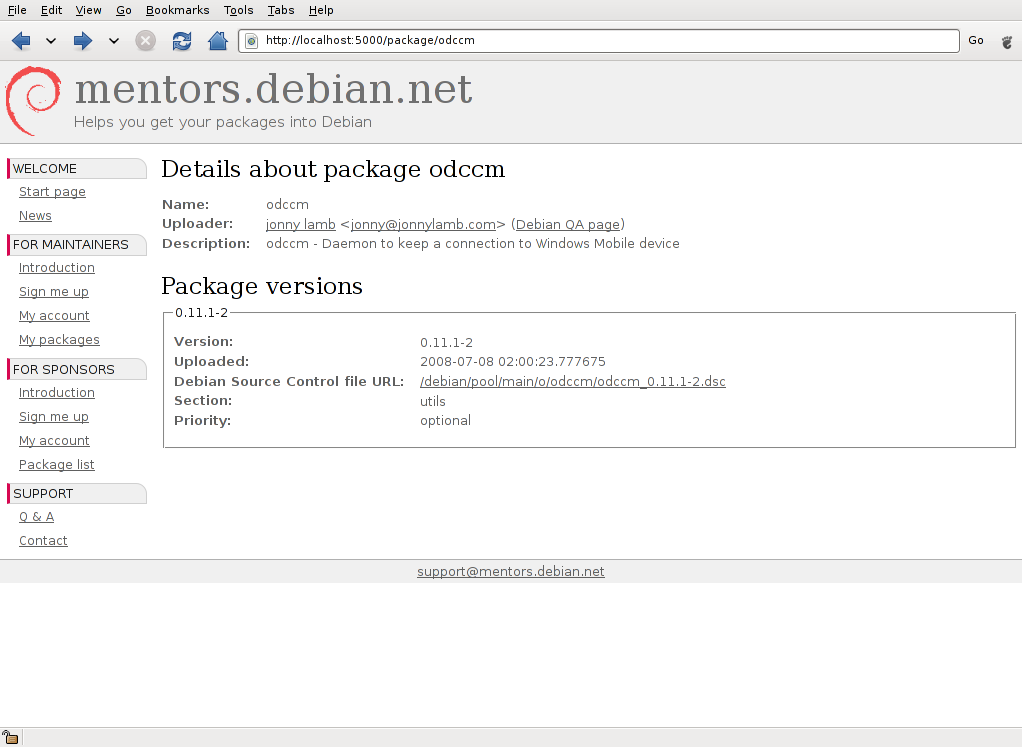 File Edit View Go Bookmarks Tools Tabs Help
http://localhost:5000/package/odccm Go
mentors.debian.net
Helps you get your packages into Debian
WELCOME
Start page
News
FOR MAINTAINERS
Introduction
Sign me up
My account
My packages
FOR SPONSORS
Introduction
Sign me up
My account
Package list
SUPPORT
Q & A
Contact
Details about package odccm
Name: odccm
Uploader: jonny lamb <jonny@jonnylamb.com> (Debian QA page)
Description: odccm - Daemon to keep a connection to Windows Mobile device
Package versions
0.11.1-2
Version: 0.11.1-2
Uploaded: 2008-07-08 02:00:23.777675
Debian Source Control file URL: /debian/pool/main/o/odccm/odccm_0.11.1-2.dsc
Section: utils
Priority: optional
support@mentors.debian.net